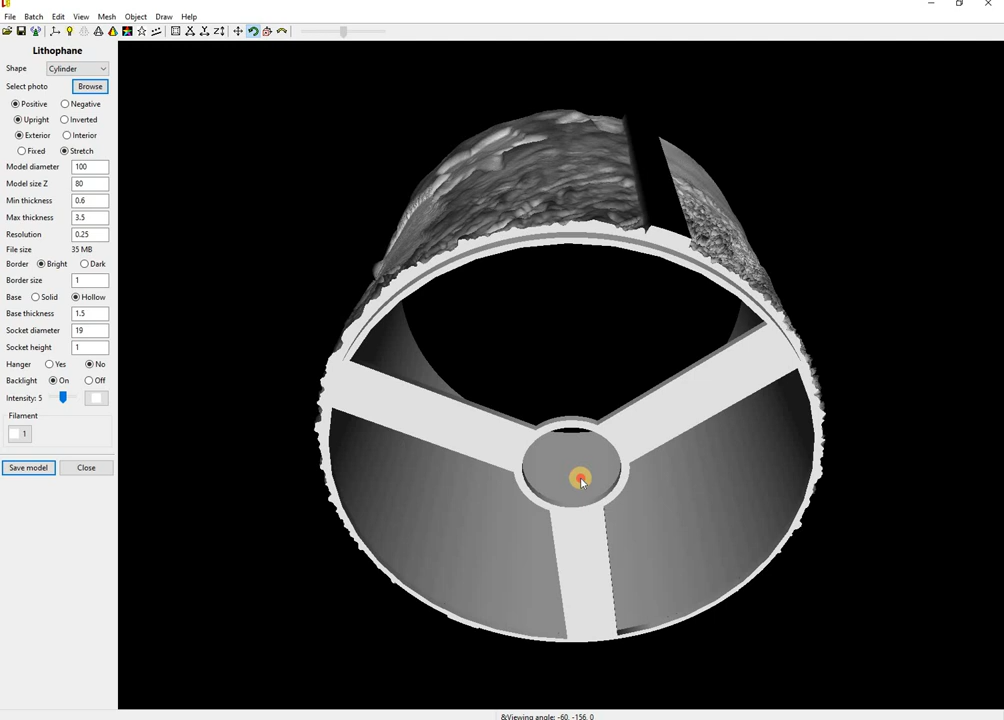 File Batch Edit View Mesh Object Draw Help
Lithophane
Shape Cylinder
Select photo Browse
Positive Negative
Upright Inverted
Exterior Interior
Fixed Stretch
Model diameter 100
Model size Z 80
Min thickness 0.6
Max thickness 3.5
Resolution 0.25
File size 35 MB
Border Bright Dark
Border size 1
Base Solid Hollow
Base thickness 1.5
Socket diameter 19
Socket height 1
Hanger Yes No
Backlight On Off
Intensity: 5
Filament
1
Save model Close
&Viewing angle: -60, -156, 0